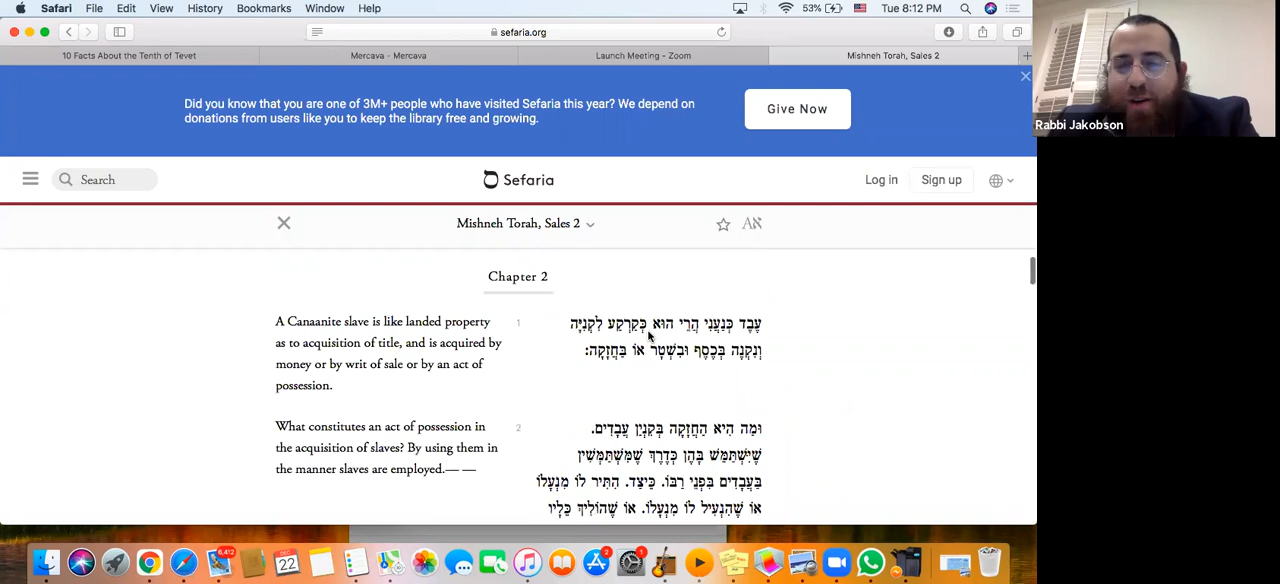 Safari File Edit View History Bookmarks Window Help
53% Tue 8:12 PM
sefaria.org
10 Facts About the Tenth of Tevet
Mercava - Mercava
Launch Meeting - Zoom
Mishneh Torah, Sales 2
Did you know that you are one of 3M+ people who have visited Sefaria this year? We depend on
donations from users like you to keep the library free and growing.
Give Now
Rabbi Jakobson
Search
Sefaria
Log in
Sign up
Mishneh Torah, Sales 2
Chapter 2
A Canaanite slave is like landed property
as to acquisition of title, and is acquired by
money or by writ of sale or by an act of
possession.
1
עֶבֶד כְּנַעֲנִי הֲרֵי הוּא כְּקַרְקַע לִקְנִיָּה
וְנִקְנֶה בְּכֶסֶף וּבִשְׁטָר אוֹ בַּחֲזָקָה:
What constitutes an act of possession in
the acquisition of slaves? By using them in
the manner slaves are employed.— —
2
וּמַה הִיא הַחֲזָקָה בְּקִנְיַן עֲבָדִים.
שֶׁיִּשְׁתַּמֵּשׁ בָּהֶן כְּדֶרֶךְ שֶׁמִּשְׁתַּמְּשִׁין
בַּעֲבָדִים בִּפְנֵי רַבּוֹ. כֵּיצַד. הִתִּיר לוֹ מִנְעָלוֹ
אוֹ שֶׁהִנְעִיל לוֹ מִנְעָלוֹ. אוֹ שֶׁהוֹלִיךְ כֵּלָיו
6,412
DEC
22
2
1